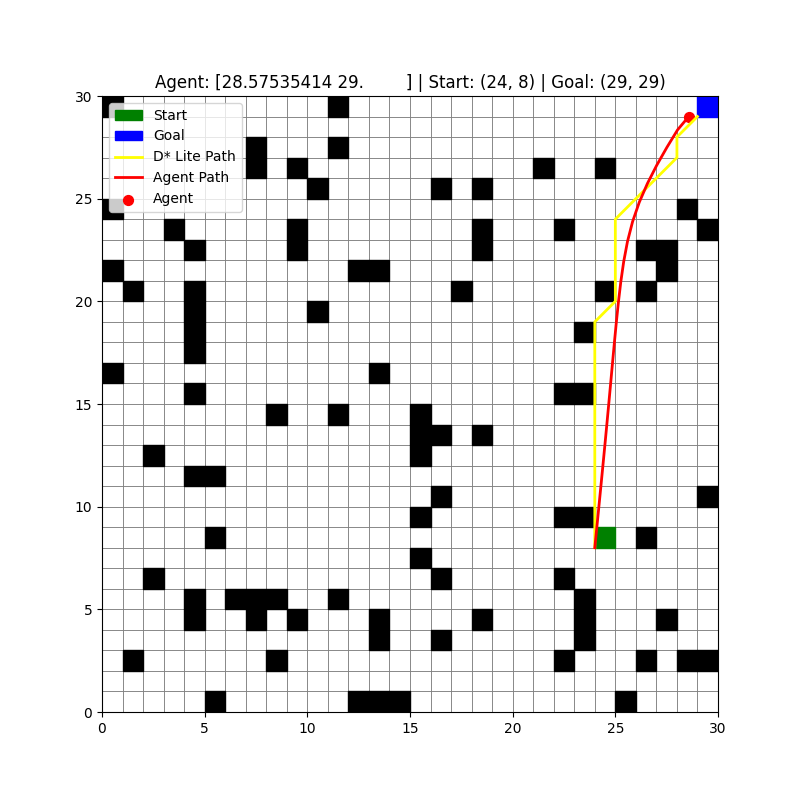 Agent: [28.57535414 29.        ] | Start: (24, 8) | Goal: (29, 29)
Start
Goal
D* Lite Path
Agent Path
Agent
30
25
20
15
10
5
0
0 5 10 15 20 25 30